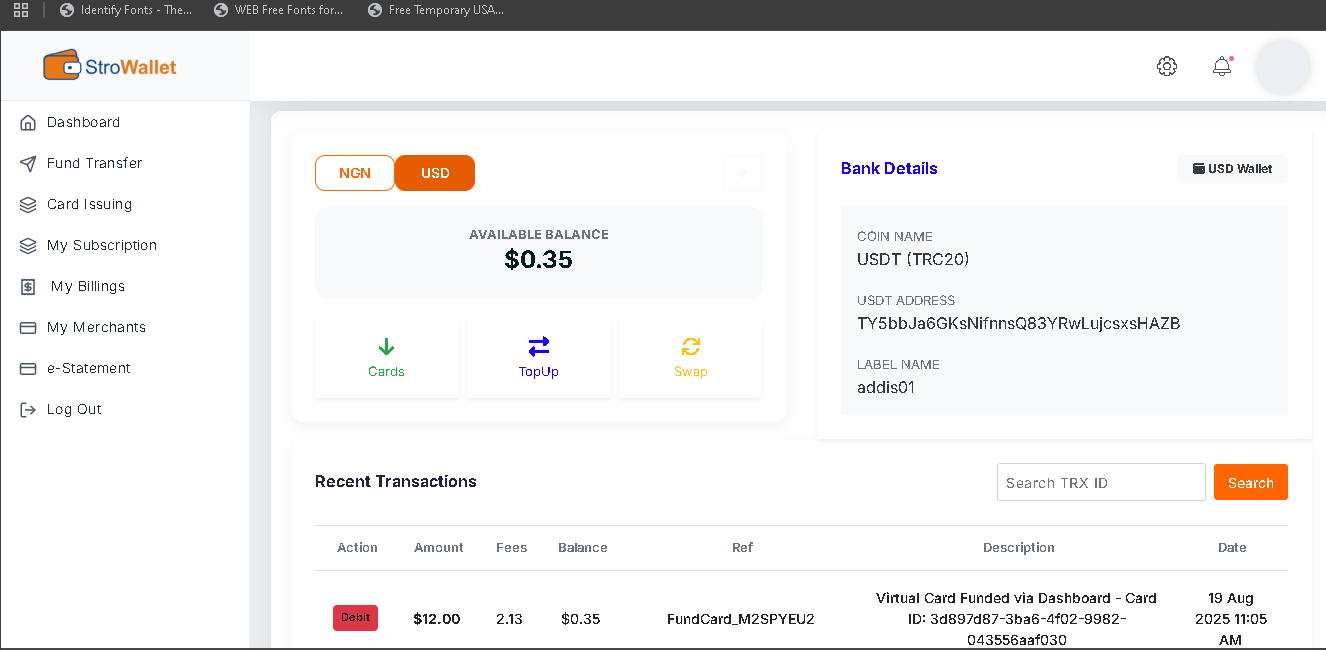 Identify Fonts - The...
WEB Free Fonts for...
Free Temporary USA...
StroWallet
Dashboard
Fund Transfer
Card Issuing
My Subscription
My Billings
My Merchants
e-Statement
Log Out
NGN
USD
+
AVAILABLE BALANCE
$0.35
Cards
TopUp
Swap
Bank Details
USD Wallet
COIN NAME
USDT (TRC20)
USDT ADDRESS
TY5bbJa6GKsNifnnsQ83YRwLujcsxsHAZB
LABEL NAME
addis01
Recent Transactions
Search TRX ID
Search
Action Amount Fees Balance Ref Description Date
Debit $12.00 2.13 $0.35 FundCard_M2SPYEU2
Virtual Card Funded via Dashboard - Card
ID: 3d897d87-3ba6-4f02-9982-
043556aaf030
19 Aug
2025 11:05
AM